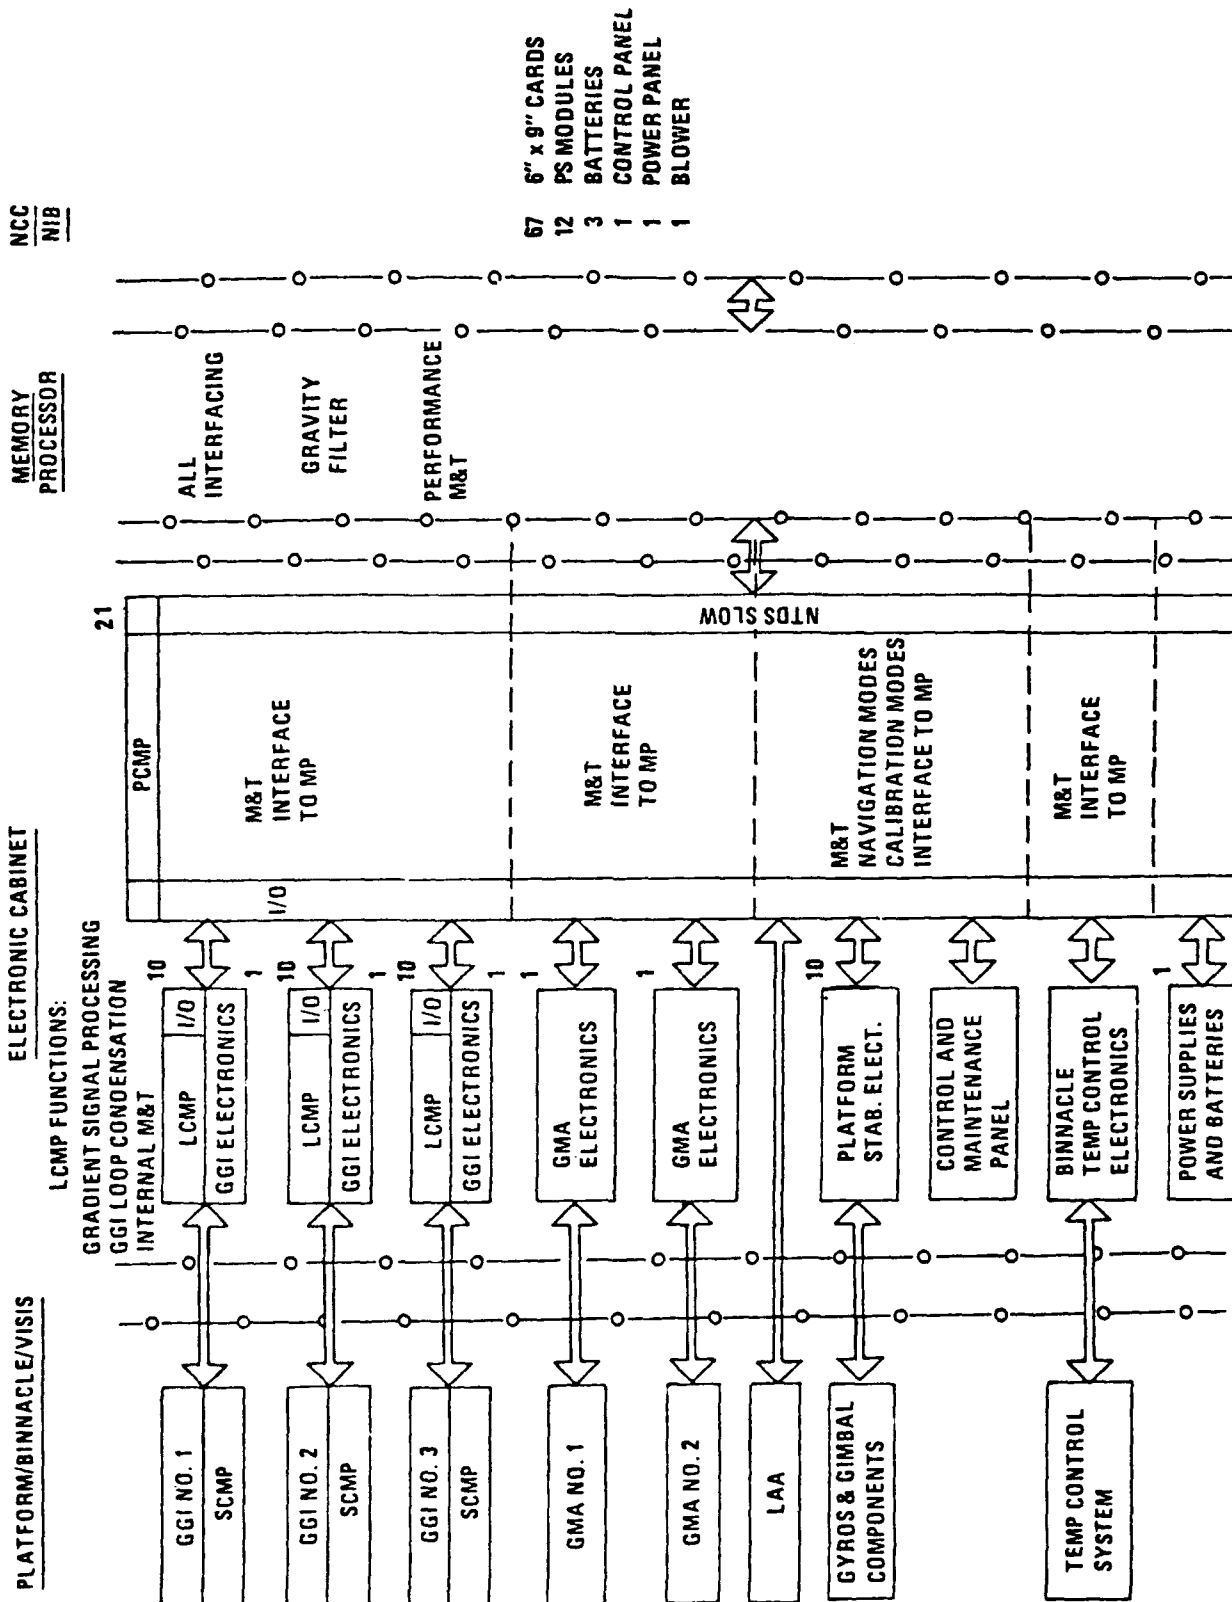 PLATFORM/BINNACLE/VISIS
ELECTRONIC CABINET
MEMORY
PROCESSOR
NCC
NIB
LCMP FUNCTIONS:
GRADIENT SIGNAL PROCESSING
GGI LOOP CONDENSATION
INTERNAL M&T
GGI NO. 1
SCMP
LCMP
I/O
GGI ELECTRONICS
10
1
GGI NO. 2
SCMP
LCMP
I/O
GGI ELECTRONICS
10
1
GGI NO. 3
SCMP
LCMP
I/O
GGI ELECTRONICS
10
1
GMA NO. 1
GMA
ELECTRONICS
1
GMA NO. 2
GMA
ELECTRONICS
1
LAA
GYROS & GIMBAL
COMPONENTS
PLATFORM
STAB. ELECT.
10
CONTROL AND
MAINTENANCE
PANEL
TEMP CONTROL
SYSTEM
BINNACLE
TEMP CONTROL
ELECTRONICS
POWER SUPPLIES
AND BATTERIES
1
PCMP
21
I/O
M&T
INTERFACE
TO MP
M&T
INTERFACE
TO MP
M&T
NAVIGATION MODES
CALIBRATION MODES
INTERFACE TO MP
M&T
INTERFACE
TO MP
NTDS SLOW
ALL
INTERFACING
GRAVITY
FILTER
PERFORMANCE
M&T
67 6" x 9" CARDS
12 PS MODULES
3 BATTERIES
1 CONTROL PANEL
1 POWER PANEL
1 BLOWER